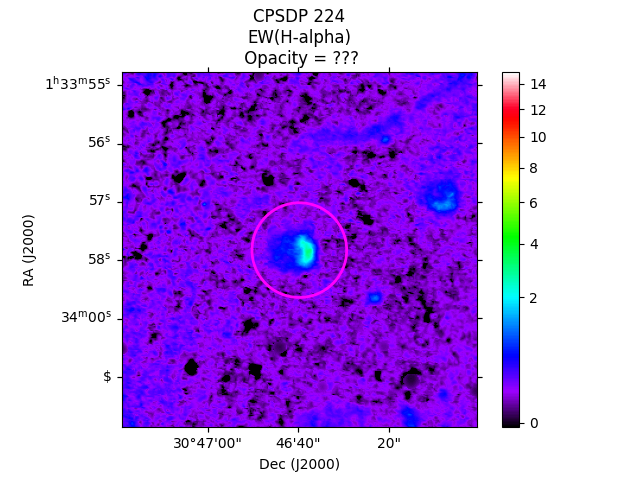 CPSDP 224
EW(H-alpha)
Opacity = ???
1ʰ33ᵐ55ˢ
56ˢ
57ˢ
58ˢ
34ᵐ00ˢ
$
RA (J2000)
30°47'00"
46'40"
20"
Dec (J2000)
14
12
10
8
6
4
2
0